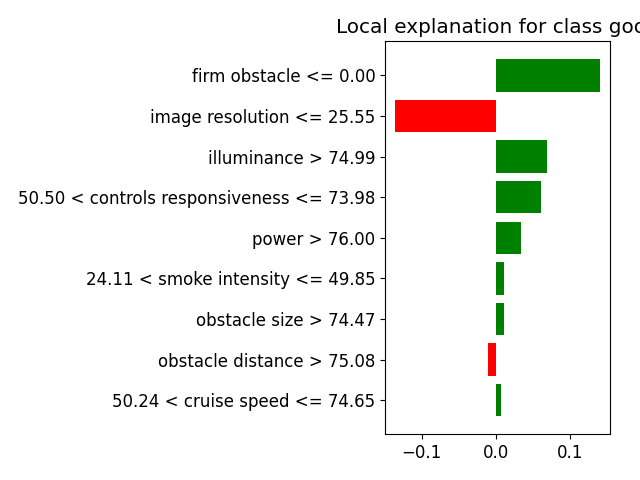 Local explanation for class goo
firm obstacle <= 0.00
image resolution <= 25.55
illuminance > 74.99
50.50 < controls responsiveness <= 73.98
power > 76.00
24.11 < smoke intensity <= 49.85
obstacle size > 74.47
obstacle distance > 75.08
50.24 < cruise speed <= 74.65
−0.1 0.0 0.1